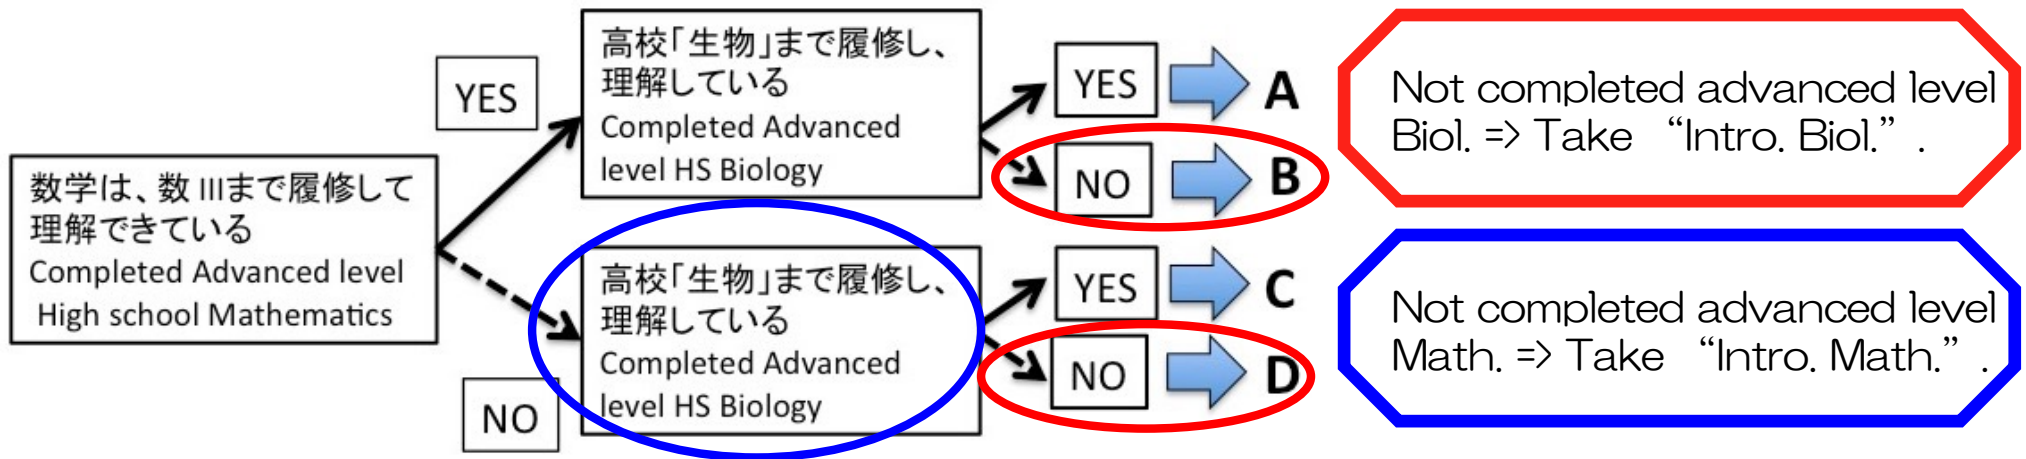 数学は、数 IIIまで履修して
理解できている
Completed Advanced level
High school Mathematics
YES
NO
高校「生物」まで履修し、
理解している
Completed Advanced
level HS Biology
YES
A
NO
B
高校「生物」まで履修し、
理解している
Completed Advanced
level HS Biology
YES
C
NO
D
Not completed advanced level
Biol. => Take “Intro. Biol.” .
Not completed advanced level
Math. => Take “Intro. Math.” .